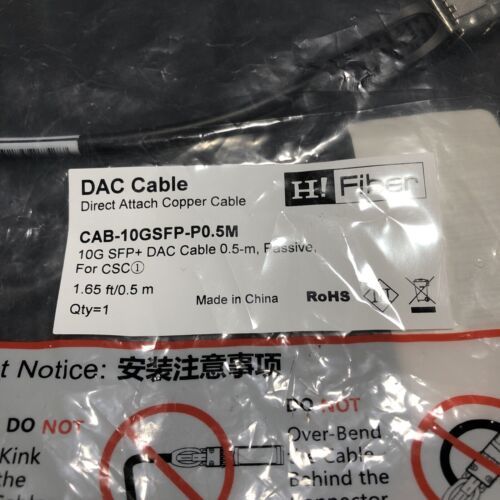 DAC Cable
Direct Attach Copper Cable
H! Fiber
CAB-10GSFP-P0.5M
10G SFP+ DAC Cable 0.5-m, Passive,
For CSC①
1.65 ft/0.5 m
Qty=1
Made in China
RoHS
t Notice: 安装注意事项
DO NOT
Kink
Cable
DO NOT
Over-Bend
the Cable
Behind the
Connector